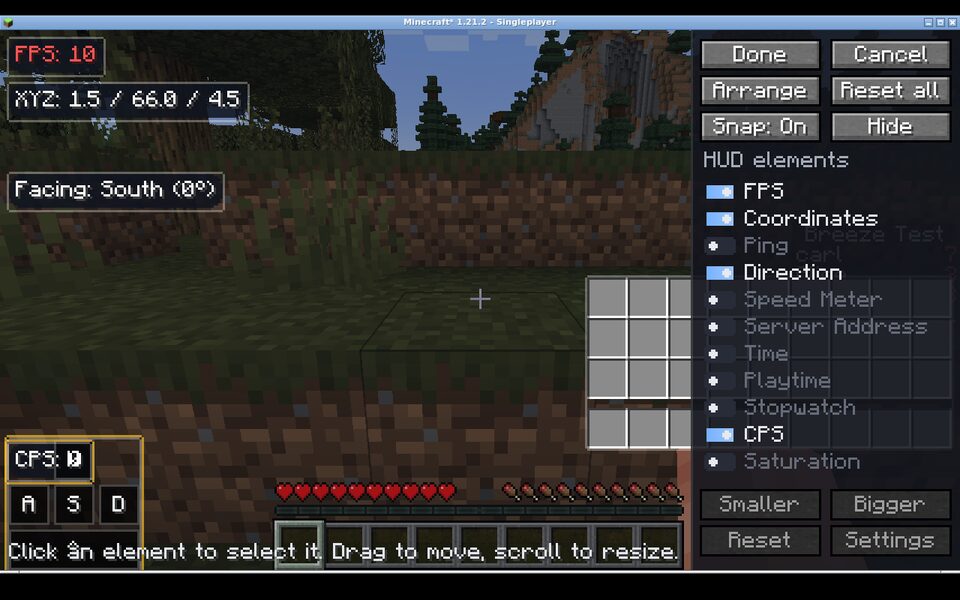 Minecraft* 1.21.2 - Singleplayer
FPS: 10
XYZ: 1.5 / 66.0 / 4.5
Facing: South (0°)
Done
Cancel
Arrange
Reset all
Snap: On
Hide
HUD elements
FPS
Coordinates
Ping
Breeze Test
Direction
carl
Speed Meter
Server Address
Time
Playtime
Stopwatch
CPS
Saturation
CPS: 0
A S D
Click an element to select it. Drag to move, scroll to resize.
Smaller
Bigger
Reset
Settings